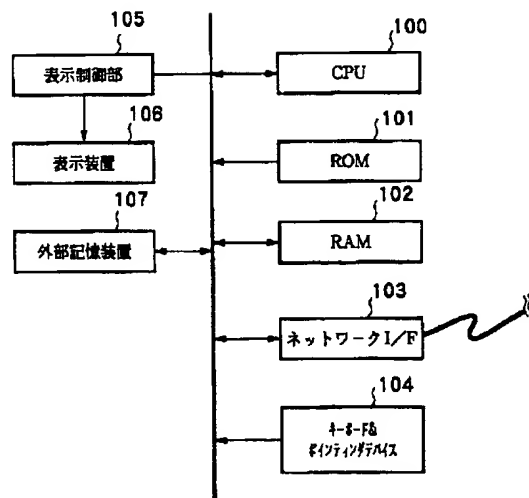 105
表示制御部
106
表示装置
107
外部記憶装置
100
CPU
101
ROM
102
RAM
103
ネットワークI/F
104
キーボード&
ポインティングデバイス